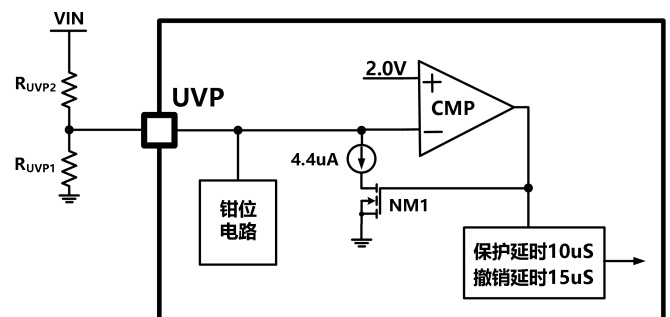 VIN
RUVP2
UVP
2.0V
+
CMP
−
RUVP1
4.4uA
NM1
钳位
电路
保护延时10uS
撤销延时15uS